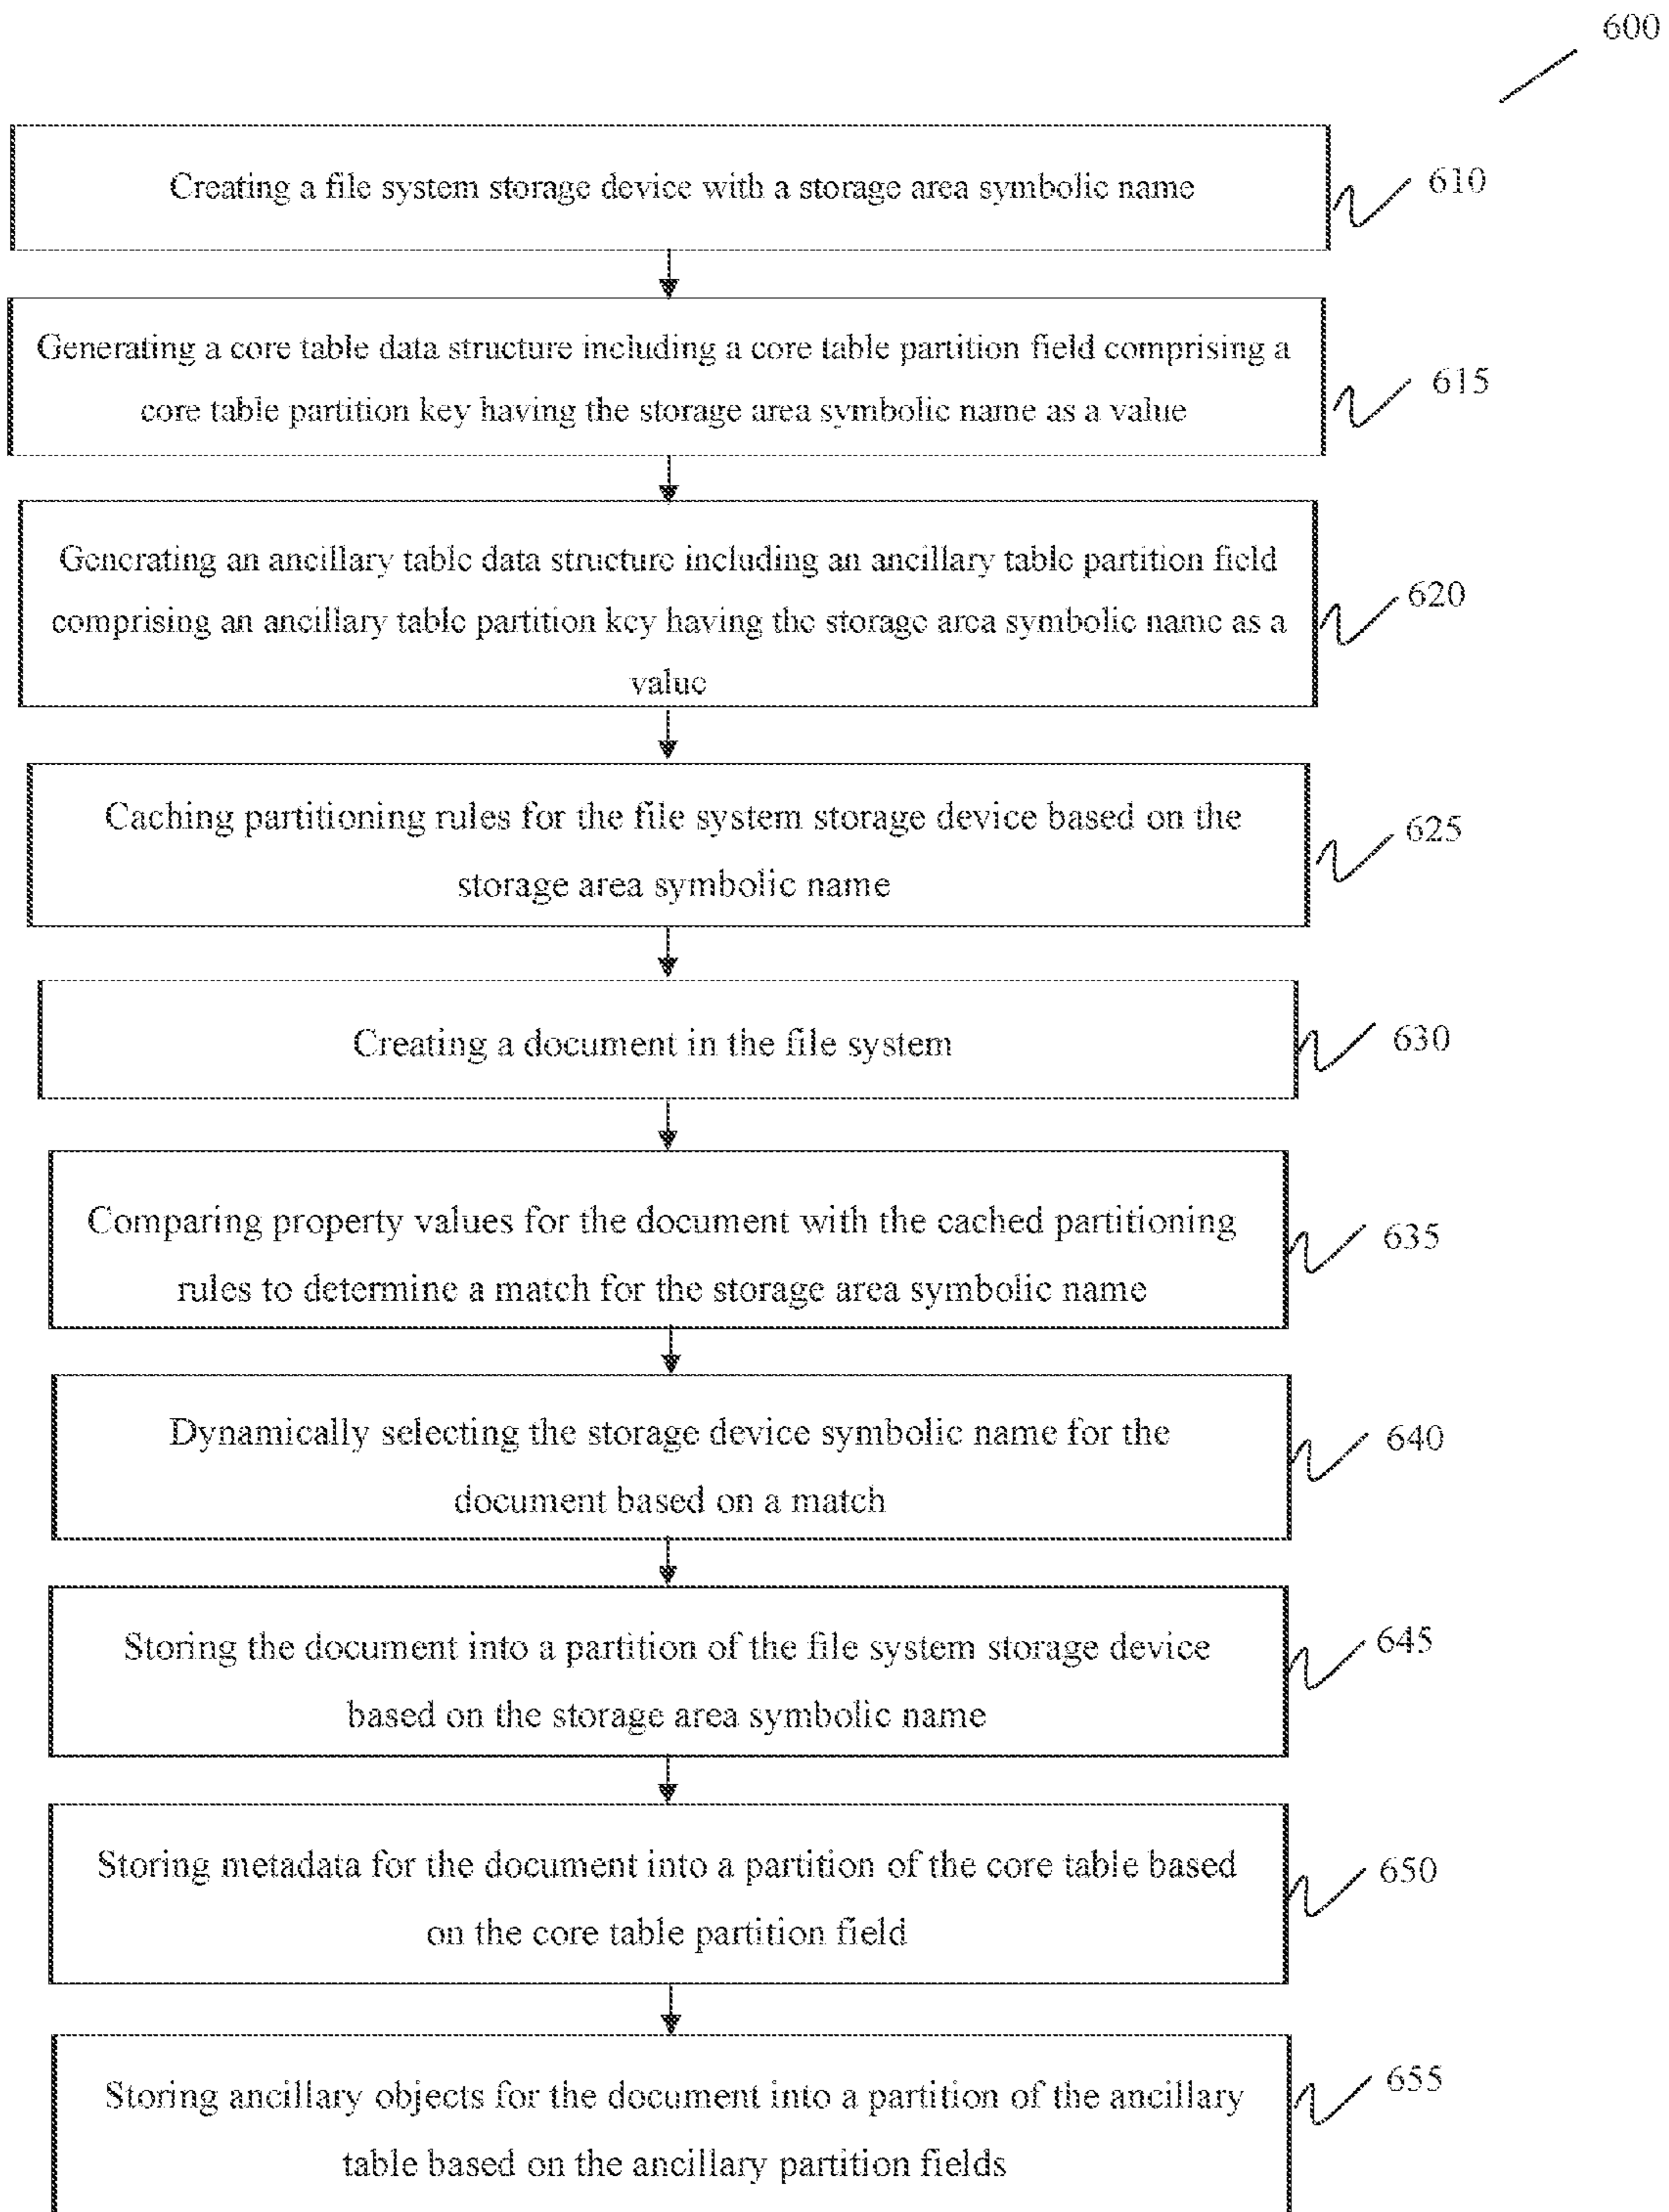 600
Creating a file system storage device with a storage area symbolic name
610
Generating a core table data structure including a core table partition field comprising a
core table partition key having the storage area symbolic name as a value
615
Generating an ancillary table data structure including an ancillary table partition field
comprising an ancillary table partition key having the storage area symbolic name as a
value
620
Caching partitioning rules for the file system storage device based on the
storage area symbolic name
625
Creating a document in the file system
630
Comparing property values for the document with the cached partitioning
rules to determine a match for the storage area symbolic name
635
Dynamically selecting the storage device symbolic name for the
document based on a match
640
Storing the document into a partition of the file system storage device
based on the storage area symbolic name
645
Storing metadata for the document into a partition of the core table based
on the core table partition field
650
Storing ancillary objects for the document into a partition of the ancillary
table based on the ancillary partition fields
655